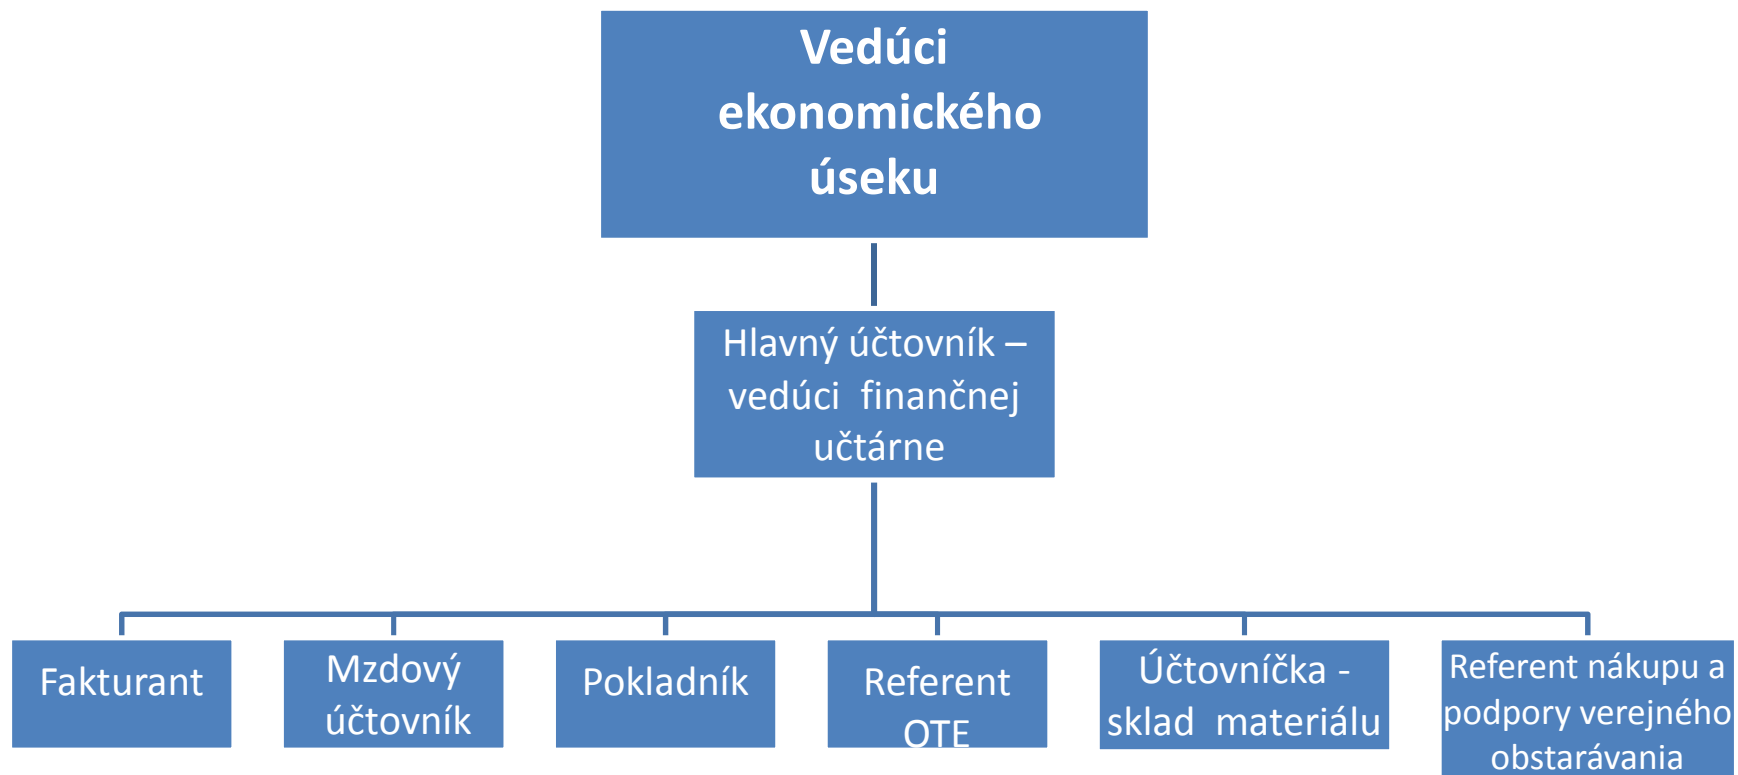 Vedúci
ekonomického
úseku
Hlavný účtovník –
vedúci  finančnej
učtárne
Fakturant
Mzdový
účtovník
Pokladník
Referent
OTE
Účtovníčka -
sklad  materiálu
Referent nákupu a
podpory verejného
obstarávania